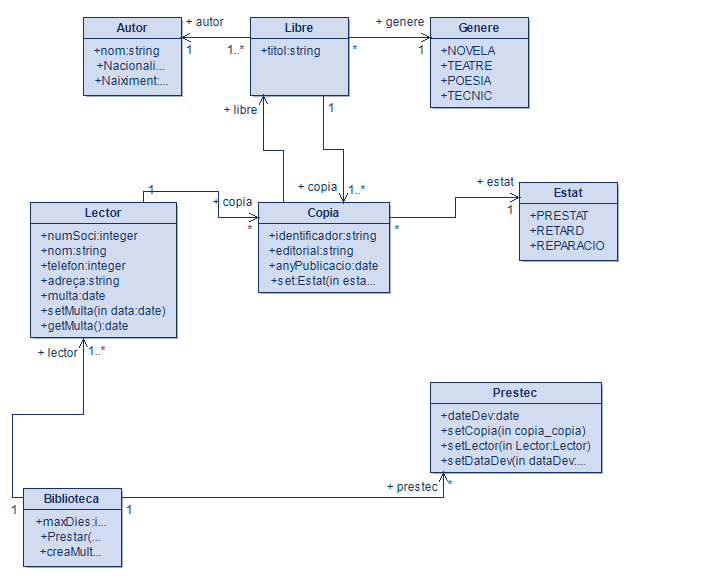 Autor
+nom:string
+Nacionali...
+Naiximent:...
+ autor
1
1..*
Libre
+titol:string
+ genere
*
1
Genere
+NOVELA
+TEATRE
+POESIA
+TECNIC
+ libre
1
+ copia
1..*
Lector
+numSoci:integer
+nom:string
+telefon:integer
+adreça:string
+multa:date
+setMulta(in data:date)
+getMulta():date
1
+ copia
*
Copia
+identificador:string
+editorial:string
+anyPublicacio:date
+set:Estat(in esta...
*
+ estat
1
Estat
+PRESTAT
+RETARD
+REPARACIO
+ lector
1..*
Prestec
+dateDev:date
+setCopia(in copia_copia)
+setLector(in Lector:Lector)
+setDataDev(in dataDev:...
+ prestec
*
1
Biblioteca
+maxDies:i...
+Prestar(...
+creaMult...
1